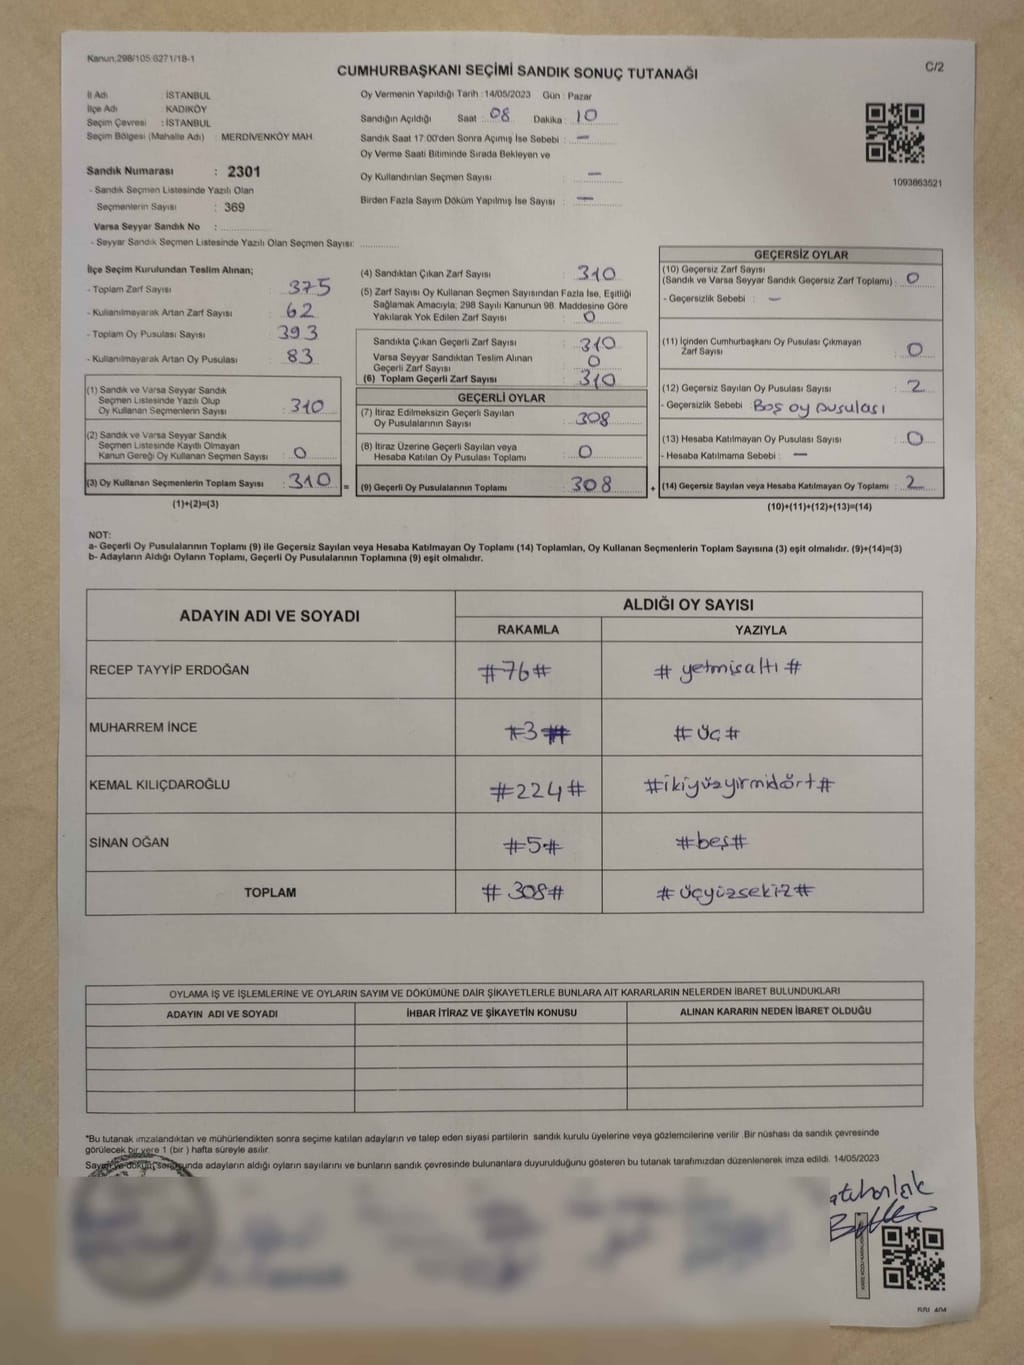 Kanun:298/105,6271/18-1
C/2
CUMHURBAŞKANI SEÇİMİ SANDIK SONUÇ TUTANAĞI
İl Adı : İSTANBUL
İlçe Adı : KADIKÖY
Seçim Çevresi : İSTANBUL
Seçim Bölgesi (Mahalle Adı) : MERDİVENKÖY MAH
Sandık Numarası : 2301
- Sandık Seçmen Listesinde Yazılı Olan
Seçmenlerin Sayısı : 369
Varsa Seyyar Sandık No :
- Seyyar Sandık Seçmen Listesinde Yazılı Olan Seçmen Sayısı:
Oy Vermenin Yapıldığı Tarih :14/05/2023 Gün : Pazar
Sandığın Açıldığı Saat : 08 Dakika : 10
Sandık Saat 17:00'den Sonra Açılmış İse Sebebi : —
Oy Verme Saati Bitiminde Sırada Bekleyen ve
Oy Kullandırılan Seçmen Sayısı : —
Birden Fazla Sayım Döküm Yapılmış İse Sayısı : —
1093863521
İlçe Seçim Kurulundan Teslim Alınan;
- Toplam Zarf Sayısı : 375
- Kullanılmayarak Artan Zarf Sayısı : 62
- Toplam Oy Pusulası Sayısı : 393
- Kullanılmayarak Artan Oy Pusulası : 83
(1) Sandık ve Varsa Seyyar Sandık
Seçmen Listesinde Yazılı Olup
Oy Kullanan Seçmenlerin Sayısı : 310
(2) Sandık ve Varsa Seyyar Sandık
Seçmen Listesinde Kayıtlı Olmayan
Kanun Gereği Oy Kullanan Seçmen Sayısı : 0
(3) Oy Kullanan Seçmenlerin Toplam Sayısı : 310 =
(1)+(2)=(3)
(4) Sandıktan Çıkan Zarf Sayısı : 310
(5) Zarf Sayısı Oy Kullanan Seçmen Sayısından Fazla İse, Eşitliği
Sağlamak Amacıyla; 298 Sayılı Kanunun 98. Maddesine Göre
Yakılarak Yok Edilen Zarf Sayısı : 0
Sandıkta Çıkan Geçerli Zarf Sayısı : 310
Varsa Seyyar Sandıktan Teslim Alınan
Geçerli Zarf Sayısı : 0
(6) Toplam Geçerli Zarf Sayısı : 310
GEÇERLİ OYLAR
(7) İtiraz Edilmeksizin Geçerli Sayılan
Oy Pusulalarının Sayısı : 308
(8) İtiraz Üzerine Geçerli Sayılan veya
Hesaba Katılan Oy Pusulası Toplamı : 0
(9) Geçerli Oy Pusulalarının Toplamı : 308 +
GEÇERSİZ OYLAR
(10) Geçersiz Zarf Sayısı
(Sandık ve Varsa Seyyar Sandık Geçersiz Zarf Toplamı) : 0
- Geçersizlik Sebebi : —
(11) İçinden Cumhurbaşkanı Oy Pusulası Çıkmayan
Zarf Sayısı : 0
(12) Geçersiz Sayılan Oy Pusulası Sayısı : 2
- Geçersizlik Sebebi : Boş oy pusulası
(13) Hesaba Katılmayan Oy Pusulası Sayısı : 0
- Hesaba Katılmama Sebebi : —
(14) Geçersiz Sayılan veya Hesaba Katılmayan Oy Toplamı : 2
(10)+(11)+(12)+(13)=(14)
NOT:
a- Geçerli Oy Pusulalarının Toplamı (9) ile Geçersiz Sayılan veya Hesaba Katılmayan Oy Toplamı (14) Toplamları, Oy Kullanan Seçmenlerin Toplam Sayısına (3) eşit olmalıdır. (9)+(14)=(3)
b- Adayların Aldığı Oyların Toplamı, Geçerli Oy Pusulalarının Toplamına (9) eşit olmalıdır.
ADAYIN ADI VE SOYADI
ALDIĞI OY SAYISI
RAKAMLA YAZIYLA
RECEP TAYYİP ERDOĞAN #76# # yetmişaltı #
MUHARREM İNCE #3# # üç #
KEMAL KILIÇDAROĞLU #224# #ikiyüzyirmidört#
SİNAN OĞAN #5# #beş#
TOPLAM # 308# # üçyüzsekiz#
OYLAMA İŞ VE İŞLEMLERİNE VE OYLARIN SAYIM VE DÖKÜMÜNE DAİR ŞİKAYETLERLE BUNLARA AİT KARARLARIN NELERDEN İBARET BULUNDUKLARI
ADAYIN ADI VE SOYADI İHBAR İTİRAZ VE ŞİKAYETİN KONUSU ALINAN KARARIN NEDEN İBARET OLDUĞU
*Bu tutanak imzalandıktan ve mühürlendikten sonra seçime katılan adayların ve talep eden siyasi partilerin sandık kurulu üyelerine veya gözlemcilerine verilir. Bir nüshası da sandık çevresinde
görülecek bir yere 1 (bir ) hafta süreyle asılır.
Sayım ve döküm sonucunda adayların aldığı oyların sayılarını ve bunların sandık çevresinde bulunanlara duyurulduğunu gösteren bu tutanak tarafımızdan düzenlenerek imza edildi. 14/05/2023